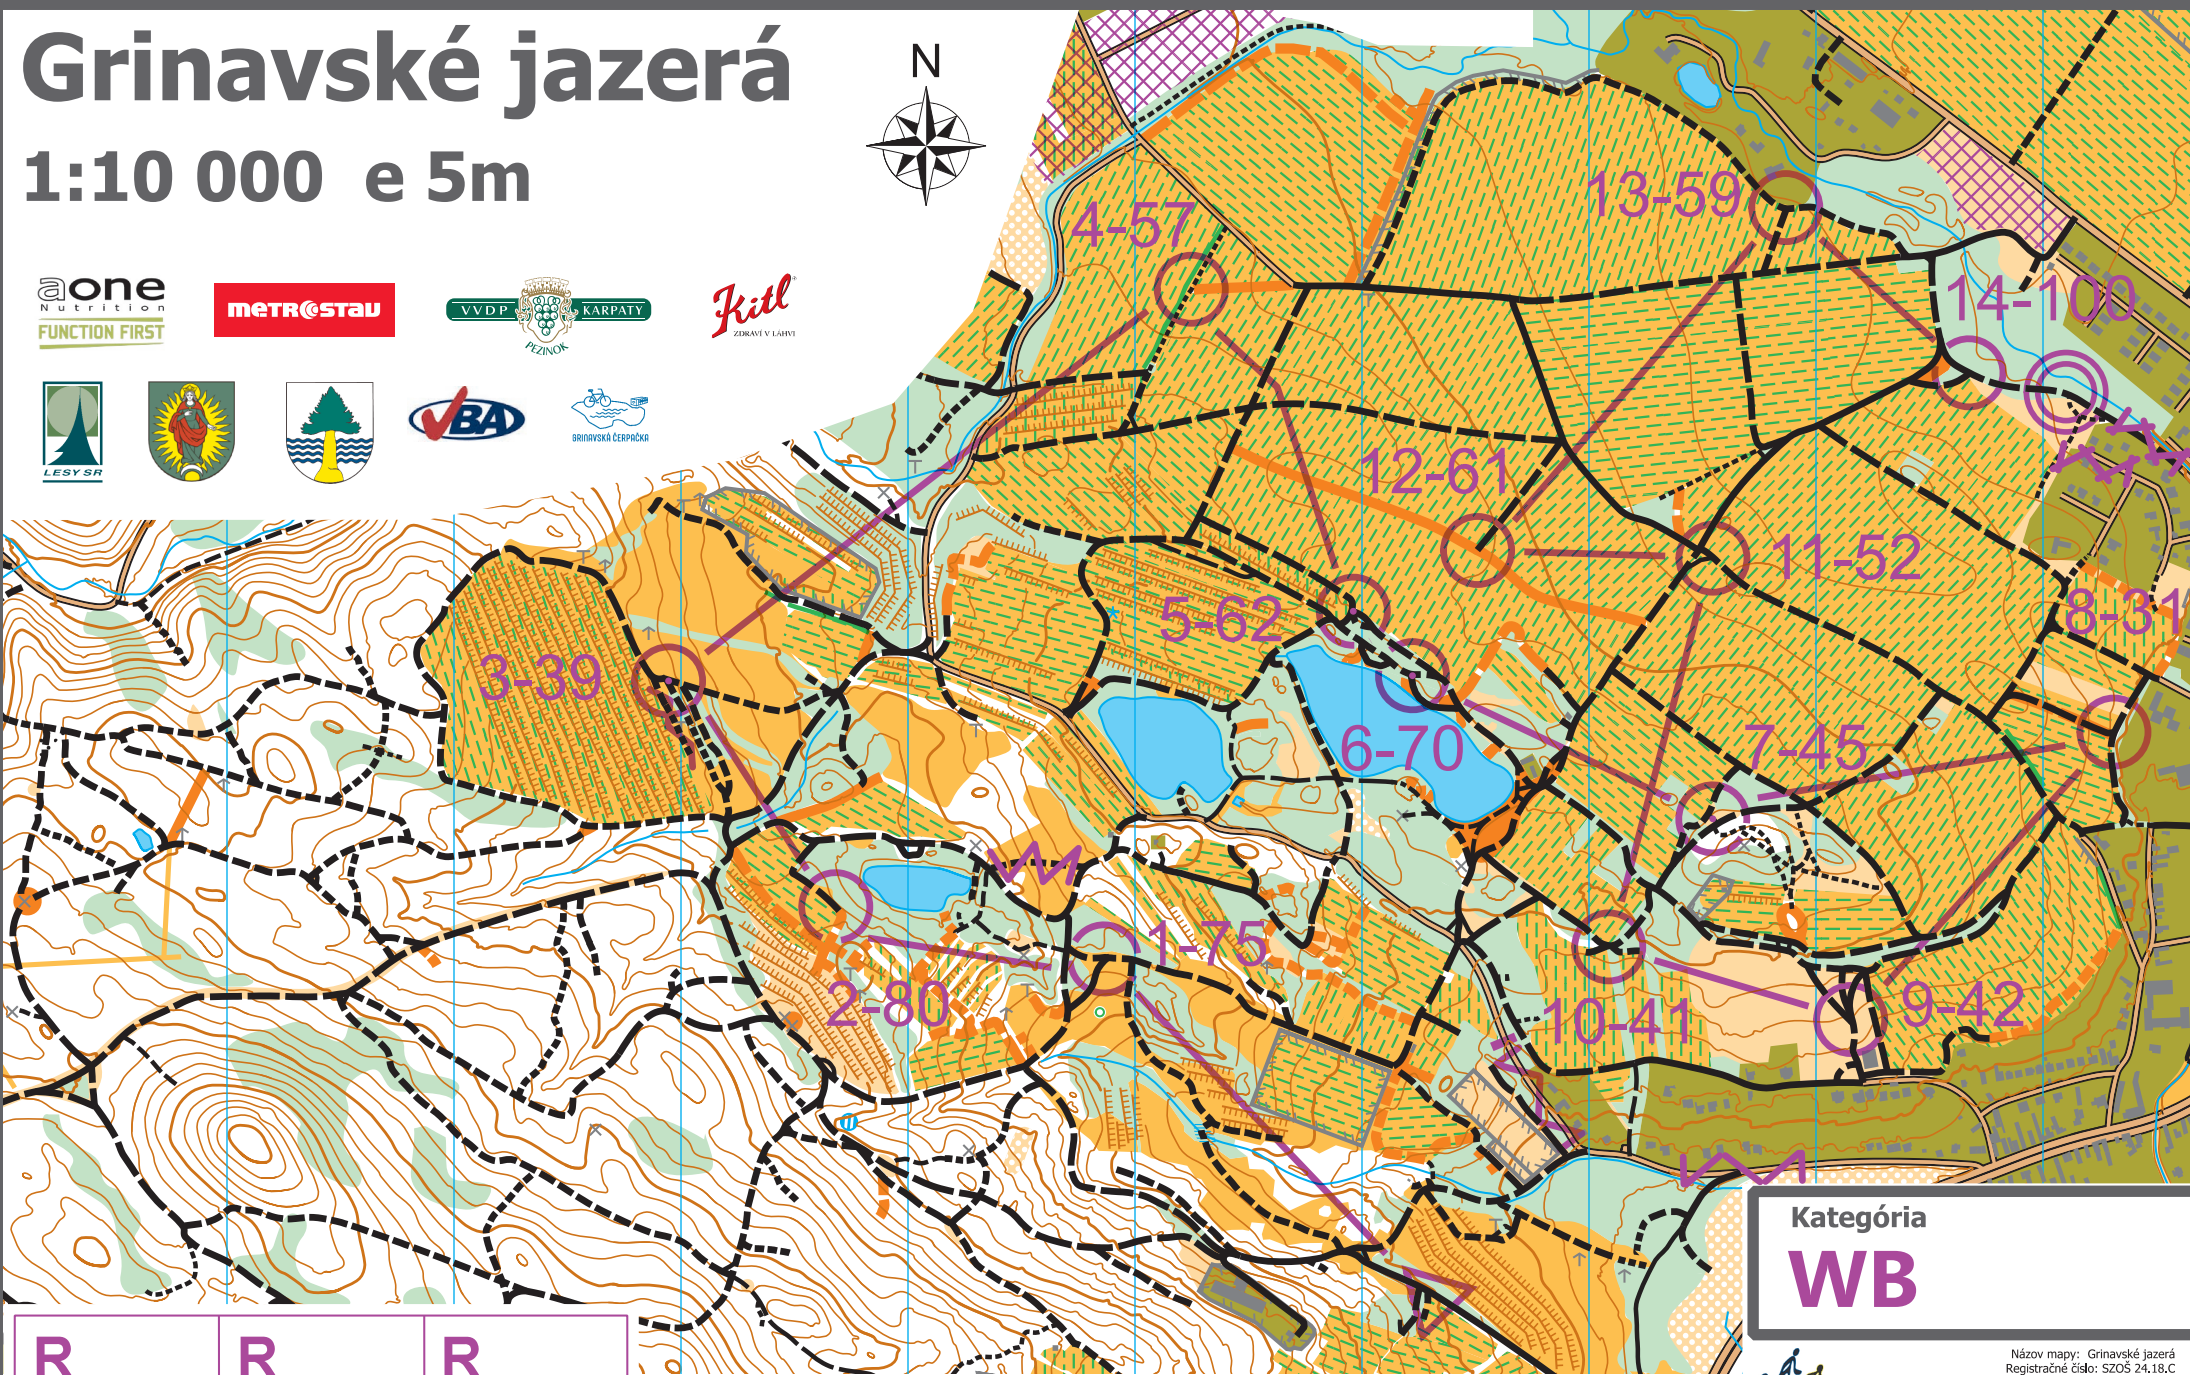 Grinavské jazerá
1:10 000 e 5m
N
aone
Nutrition
FUNCTION FIRST
METROSTAV
VVDP KARPATY
PEZINOK
Kitl
ZDRAVÍ V LÁHVI
LESY SR
VBA
GRINAVSKÁ ČERPAČKA
13-59
4-57
14-100
12-61
11-52
5-62
8-31
3-39
6-70
7-45
1-75
2-80
10-41
9-42
Kategória
WB
R
R
R
Názov mapy: Grinavské jazerá
Registračné číslo: SZOŠ 24.18.C